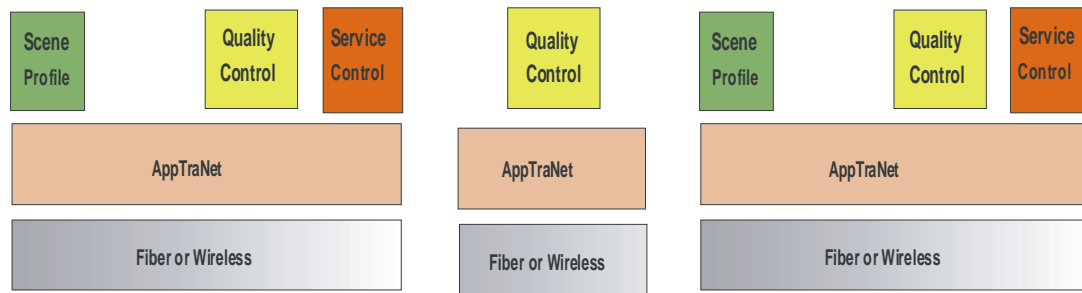 Scene
Profile
Quality
Control
Service
Control
Quality
Control
Scene
Profile
Quality
Control
Service
Control
AppTraNet
AppTraNet
AppTraNet
Fiber or Wireless
Fiber or Wireless
Fiber or Wireless